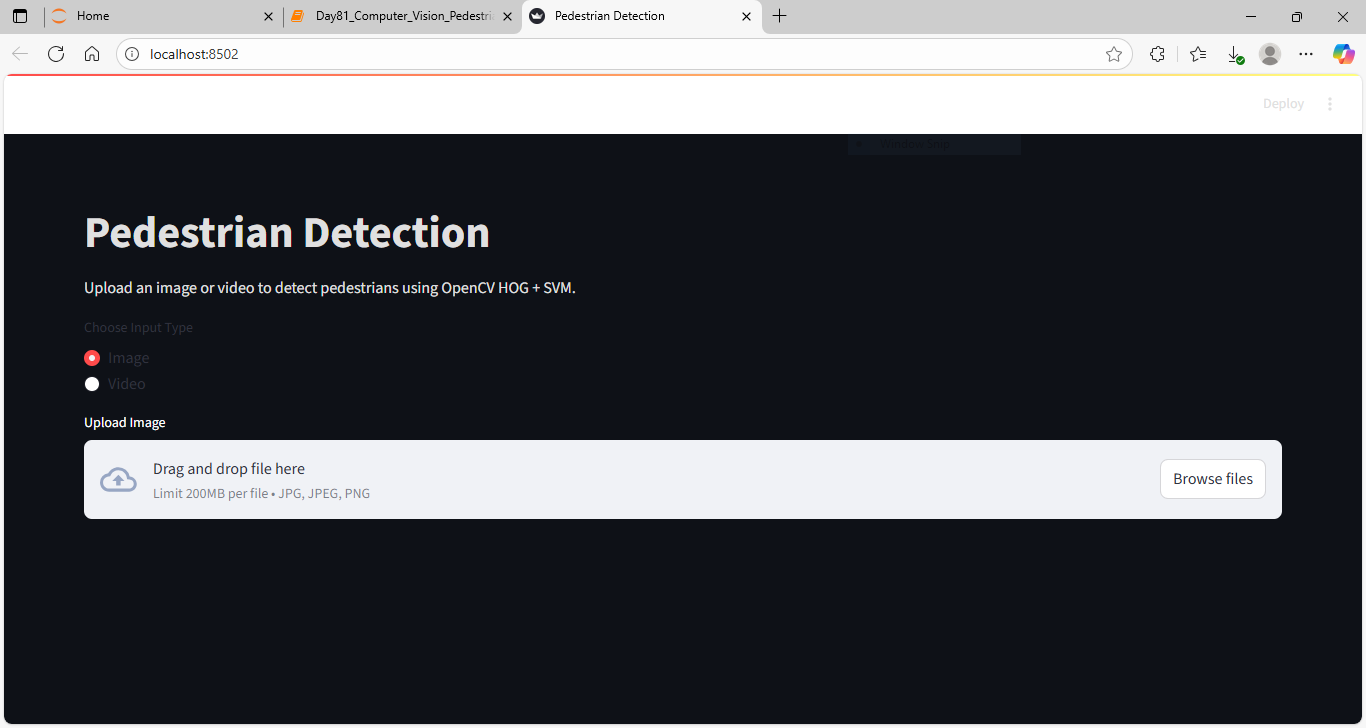 Home
Day81_Computer_Vision_Pedestri
Pedestrian Detection
localhost:8502
Deploy
Window Snip
Pedestrian Detection
Upload an image or video to detect pedestrians using OpenCV HOG + SVM.
Choose Input Type
Image
Video
Upload Image
Drag and drop file here
Limit 200MB per file • JPG, JPEG, PNG
Browse files